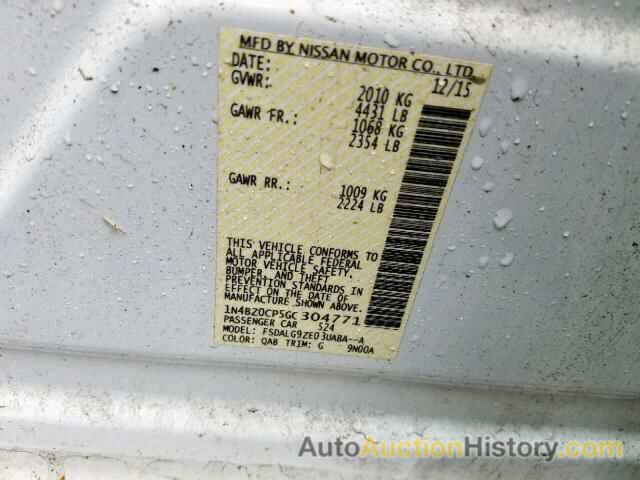 MFD BY NISSAN MOTOR CO., LTD
DATE: 12/15
GVWR: 2010 KG
4431 LB
GAWR FR.: 1068 KG
2354 LB
GAWR RR.: 1009 KG
2224 LB
THIS VEHICLE CONFORMS TO
ALL APPLICABLE FEDERAL
MOTOR VEHICLE SAFETY,
BUMPER, AND THEFT
PREVENTION STANDARDS IN
EFFECT ON THE DATE OF
MANUFACTURE SHOWN ABOVE.
1N4BZ0CP5GC304771
PASSENGER CAR 524
MODEL: FSDALG9ZE03UABA--A
COLOR: QAB TRIM: G 9N00A
AutoAuctionHistory.com